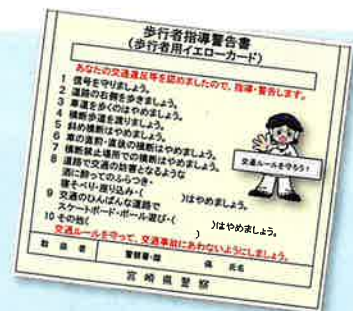 歩行者指導警告書
(歩行者用イエローカード)
あなたの交通違反等を認めましたので、指導・警告します。
1 信号を守りましょう。
2 道路の右側を歩きましょう。
3 車道を歩くのはやめましょう。
4 横断歩道を渡りましょう。
5 斜め横断はやめましょう。
6 車の直前・直後の横断はやめましょう。
7 横断禁止場所での横断はやめましょう。
8 道路で交通の妨害となるような
酒に酔ってのふらつき・
寝そべり・座り込み・( )はやめましょう。
9 交通のひんぱんな道路で
スケートボード・ボール遊び・( )はやめましょう。
10 その他( )
交通ルールを守って、交通事故にあわないようにしましょう。
交通ルールを守ろう!
取扱者 警察署・隊 係 氏名
宮崎県警察